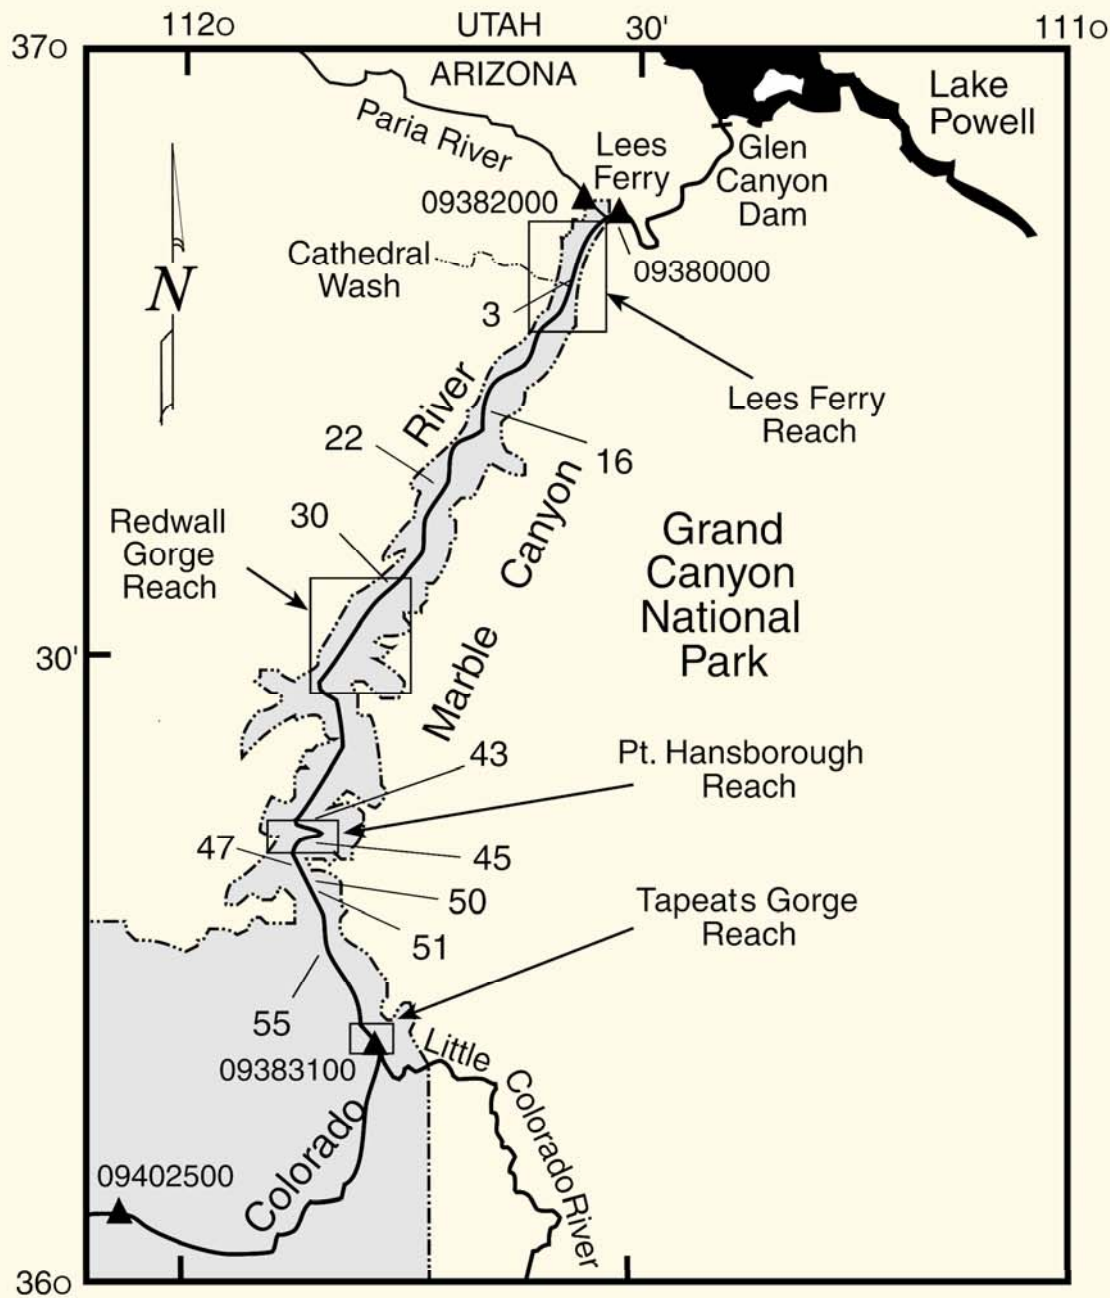 112o
UTAH
30'
111o
37o
ARIZONA
Lake
Powell
Paria River
Lees
Ferry
Glen
Canyon
Dam
09382000
Cathedral
Wash
09380000
N
3
Lees Ferry
Reach
River
22
16
30
Redwall
Gorge
Reach
Canyon
Grand
Canyon
National
Park
Marble
30'
43
Pt. Hansborough
Reach
47
45
50
Tapeats Gorge
Reach
51
55
Little
09383100
Colorado River
Colorado
09402500
36o